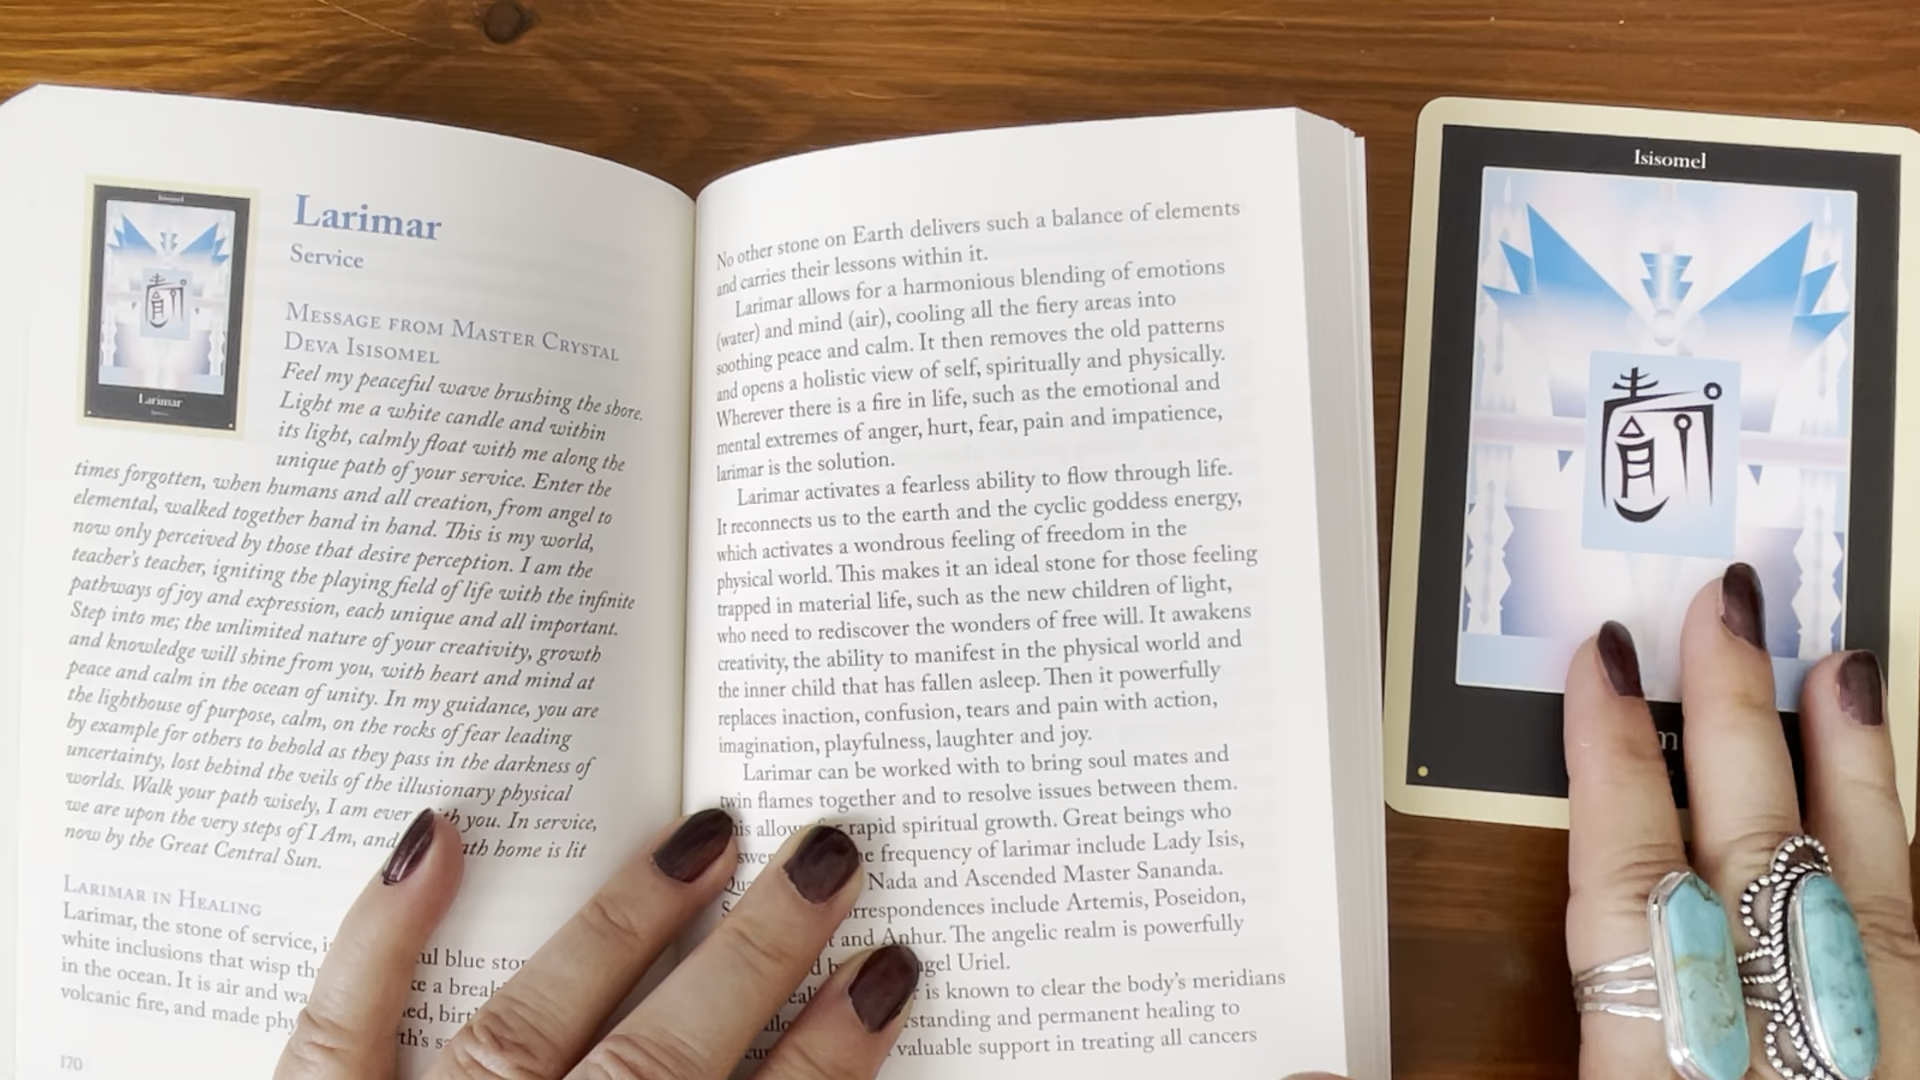 Isisomel
Larimar
Larimar
Service
Message from Master Crystal
Deva Isisomel
Feel my peaceful wave brushing the shore.
Light me a white candle and within
its light, calmly float with me along the
unique path of your service. Enter the
times forgotten, when humans and all creation, from angel to
elemental, walked together hand in hand. This is my world,
now only perceived by those that desire perception. I am the
teacher's teacher, igniting the playing field of life with the infinite
pathways of joy and expression, each unique and all important.
Step into me; the unlimited nature of your creativity, growth
and knowledge will shine from you, with heart and mind at
peace and calm in the ocean of unity. In my guidance, you are
the lighthouse of purpose, calm, on the rocks of fear leading
by example for others to behold as they pass in the darkness of
uncertainty, lost behind the veils of the illusionary physical
worlds. Walk your path wisely, I am ever with you. In service,
we are upon the very steps of I Am, and path home is lit
now by the Great Central Sun.
Larimar in Healing
Larimar, the stone of service, blue
white inclusions that wisp a
in the ocean. It is air and
volcanic fire, and made
170
No other stone on Earth delivers such a balance of elements
and carries their lessons within it.
Larimar allows for a harmonious blending of emotions
(water) and mind (air), cooling all the fiery areas into
soothing peace and calm. It then removes the old patterns
and opens a holistic view of self, spiritually and physically.
Wherever there is a fire in life, such as the emotional and
mental extremes of anger, hurt, fear, pain and impatience,
larimar is the solution.
Larimar activates a fearless ability to flow through life.
It reconnects us to the earth and the cyclic goddess energy,
which activates a wondrous feeling of freedom in the
physical world. This makes it an ideal stone for those feeling
trapped in material life, such as the new children of light,
who need to rediscover the wonders of free will. It awakens
creativity, the ability to manifest in the physical world and
the inner child that has fallen asleep. Then it powerfully
replaces inaction, confusion, tears and pain with action,
imagination, playfulness, laughter and joy.
Larimar can be worked with to bring soul mates and
twin flames together and to resolve issues between them.
This allows for rapid spiritual growth. Great beings who
frequency of larimar include Lady Isis,
Nada and Ascended Master Sananda.
correspondences include Artemis, Poseidon,
and Anhur. The angelic realm is powerfully
Uriel.
is known to clear the body's meridians
and permanent healing to
valuable support in treating all cancers
Isisomel